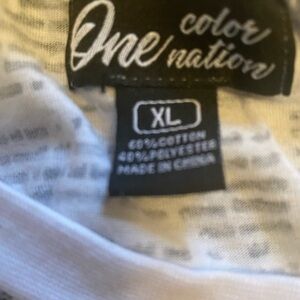 One color nation
XL
60%COTTON
40%POLYESTER
MADE IN CHINA